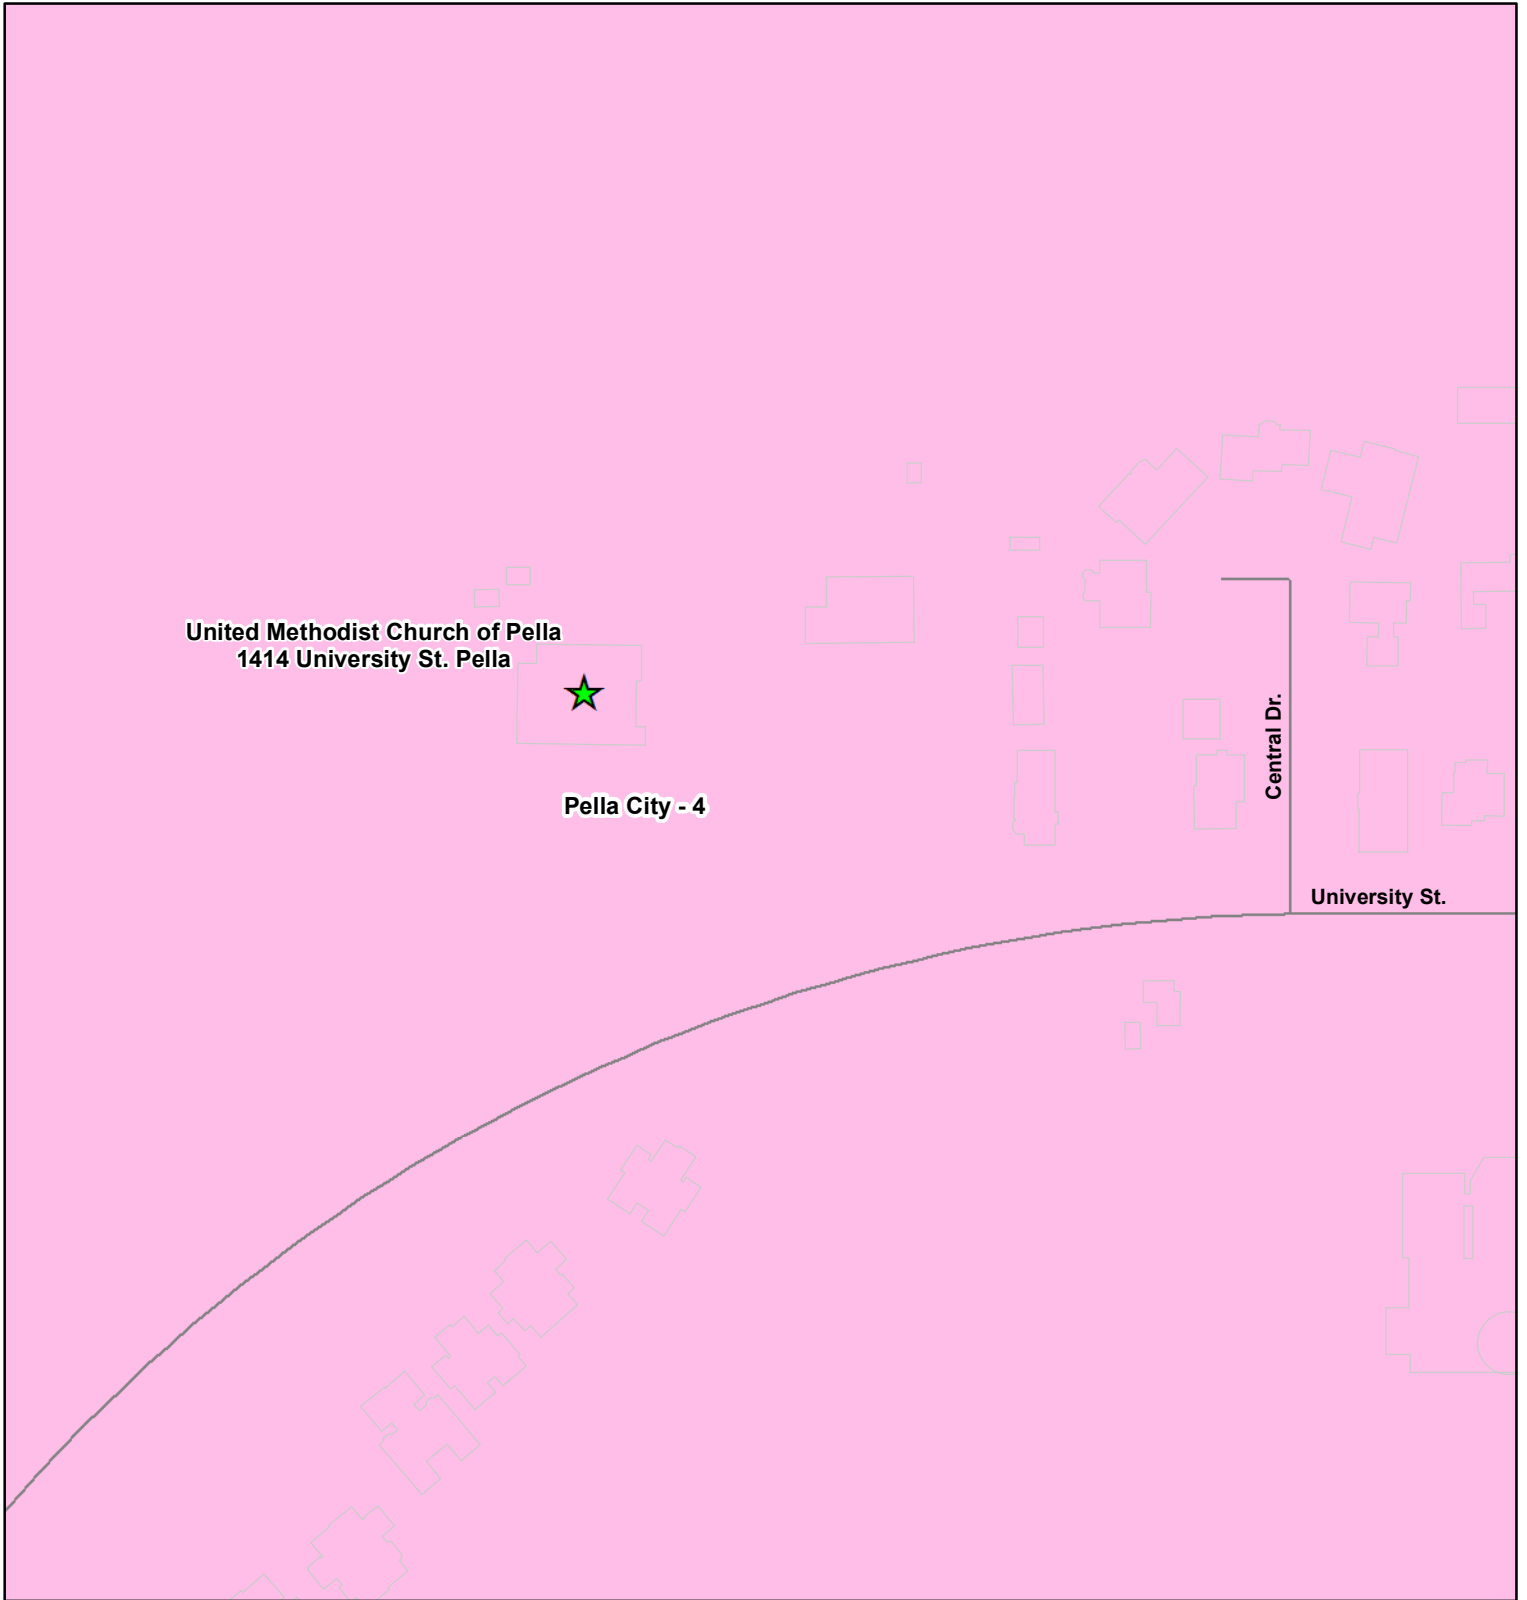 United Methodist Church of Pella
1414 University St. Pella
Central Dr.
Pella City - 4
University St.